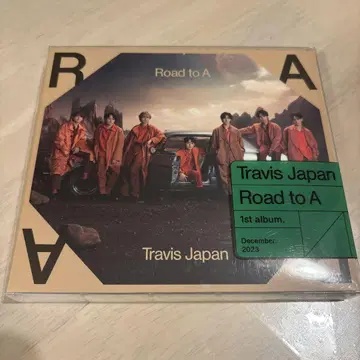 R
A
Road to A
Travis Japan
Road to A
1st album.
December.
2023
A
Travis Japan